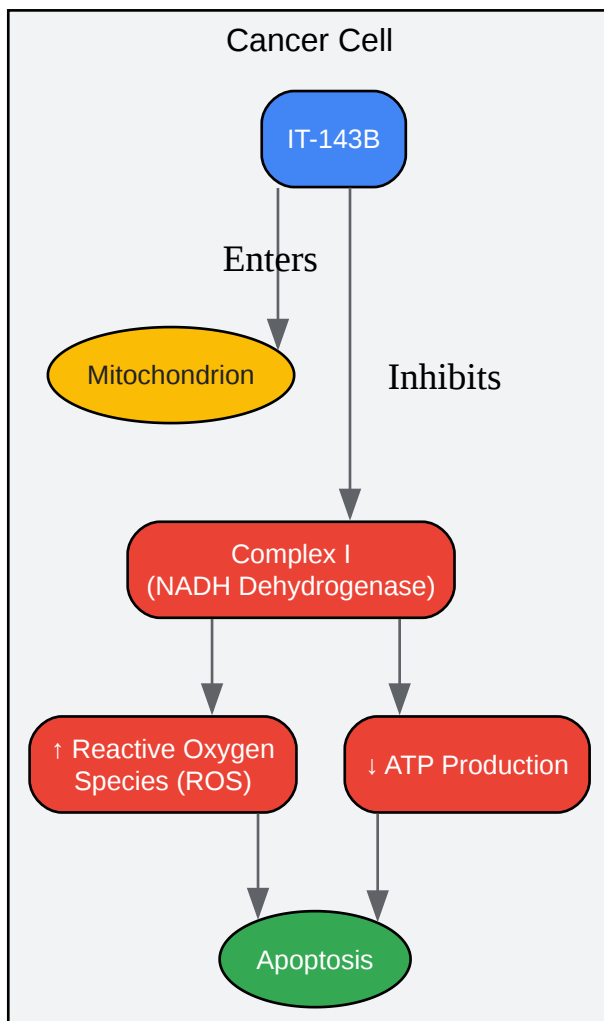 Cancer Cell
IT-143B
Enters
Mitochondrion
Inhibits
Complex I
(NADH Dehydrogenase)
↑ Reactive Oxygen
Species (ROS)
↓ ATP Production
Apoptosis